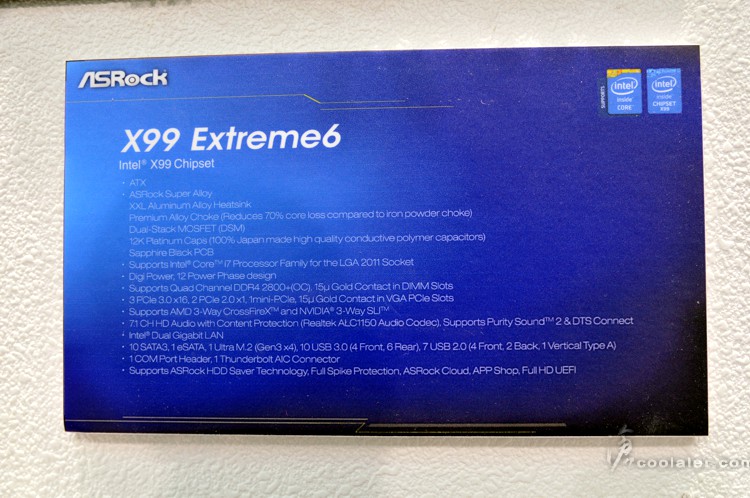 ASRock
SUPPORTS
intel
inside
CORE™
intel
inside
CHIPSET
X99
X99 Extreme6
Intel® X99 Chipset
• ATX
• ASRock Super Alloy
XXL Aluminum Alloy Heatsink
Premium Alloy Choke (Reduces 70% core loss compared to iron powder choke)
Dual-Stack MOSFET (DSM)
12K Platinum Caps (100% Japan made high quality conductive polymer capacitors)
Sapphire Black PCB
• Supports Intel® Core™ i7 Processor Family for the LGA 2011 Socket
• Digi Power, 12 Power Phase design
• Supports Quad Channel DDR4 2800+(OC), 15μ Gold Contact in DIMM Slots
• 3 PCIe 3.0 x16, 2 PCIe 2.0 x1, 1mini-PCIe, 15μ Gold Contact in VGA PCIe Slots
• Supports AMD 3-Way CrossFireX™ and NVIDIA® 3-Way SLI™
• 7.1 CH HD Audio with Content Protection (Realtek ALC1150 Audio Codec), Supports Purity Sound™ 2 & DTS Connect
• Intel® Dual Gigabit LAN
• 10 SATA3, 1 eSATA, 1 Ultra M.2 (Gen3 x4), 10 USB 3.0 (4 Front, 6 Rear), 7 USB 2.0 (4 Front, 2 Back, 1 Vertical Type A)
• 1 COM Port Header, 1 Thunderbolt AIC Connector
• Supports ASRock HDD Saver Technology, Full Spike Protection, ASRock Cloud, APP Shop, Full HD UEFI
coolaler.com